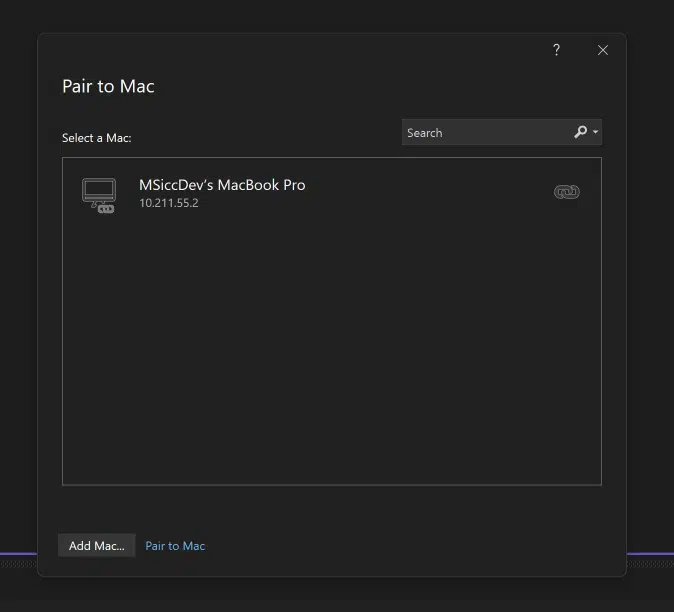 ?
Pair to Mac
Select a Mac:
Search
MSiccDev's MacBook Pro
10.211.55.2
Add Mac...
Pair to Mac